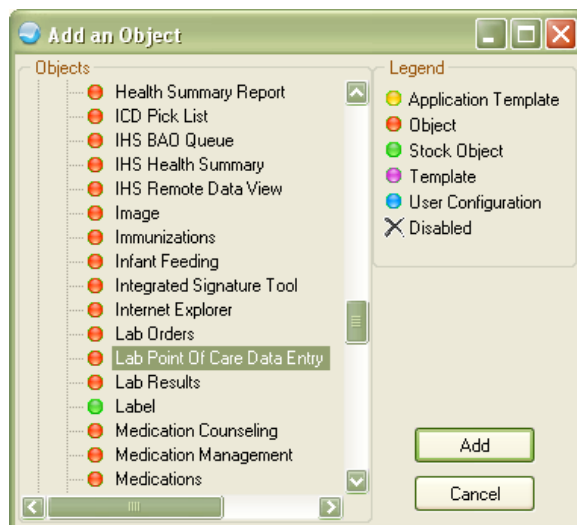 Add an Object
Objects
Health Summary Report
ICD Pick List
IHS BAO Queue
IHS Health Summary
IHS Remote Data View
Image
Immunizations
Infant Feeding
Integrated Signature Tool
Internet Explorer
Lab Orders
Lab Point Of Care Data Entry
Lab Results
Label
Medication Counseling
Medication Management
Medications
Legend
Application Template
Object
Stock Object
Template
User Configuration
Disabled
Add
Cancel